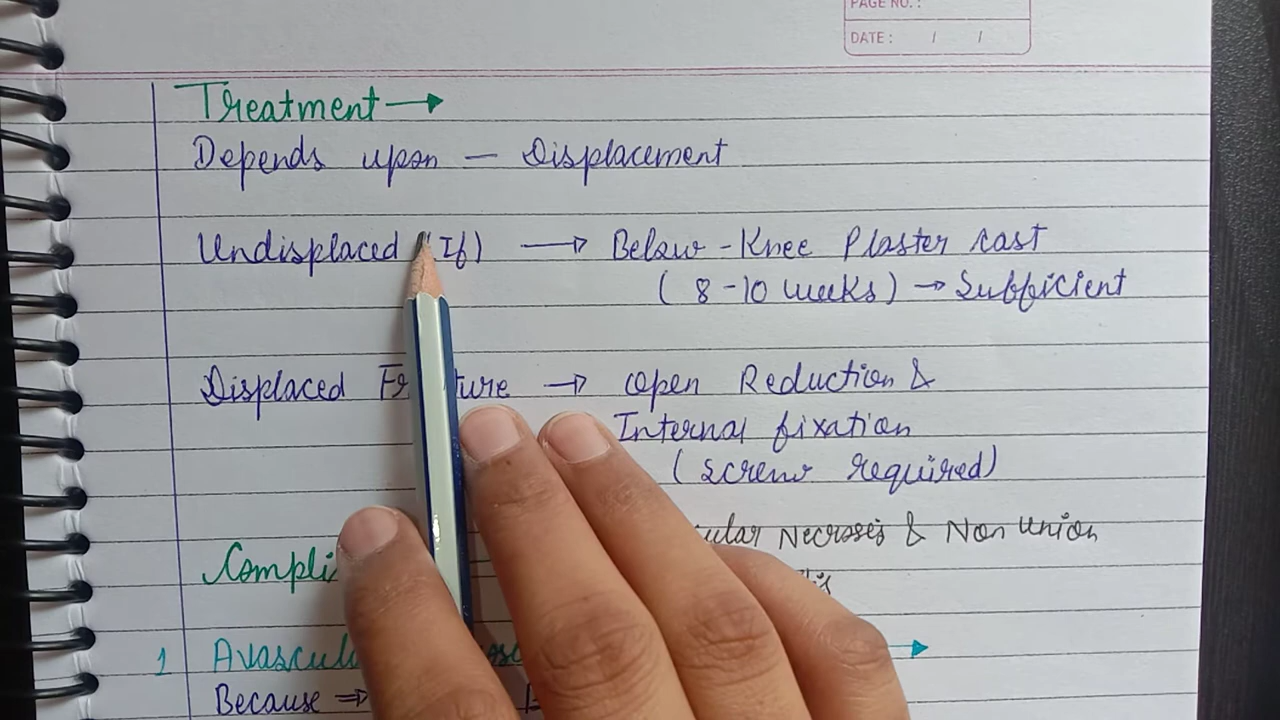 PAGE NO. :
DATE : / /
Treatment →
Depends upon — Displacement
Undisplaced (If) → Below-Knee Plaster cast
( 8-10 weeks) → Sufficient
Displaced → Open Reduction &
Internal fixation
(Screw required)
Necrosis & Non Union
1
Because ⇒